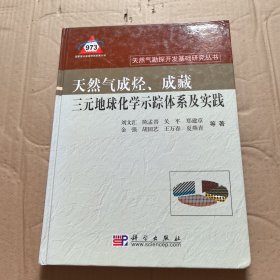 973
天然气勘探开发基础研究丛书
天然气成烃、成藏
三元地球化学示踪体系及实践
刘文汇 陈孟晋 关平 郑建京
金强 胡国艺 王万春 夏燕青
等著
科学出版社